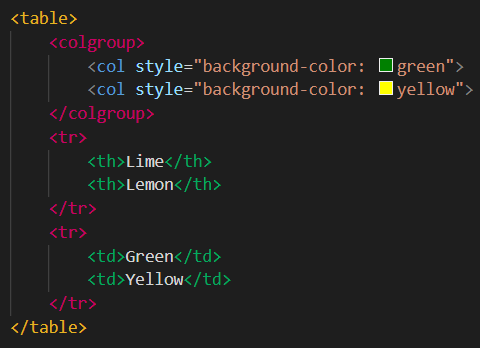 <table>
<colgroup>
<col style="background-color: green">
<col style="background-color: yellow">
</colgroup>
<tr>
<th>Lime</th>
<th>Lemon</th>
</tr>
<tr>
<td>Green</td>
<td>Yellow</td>
</tr>
</table>